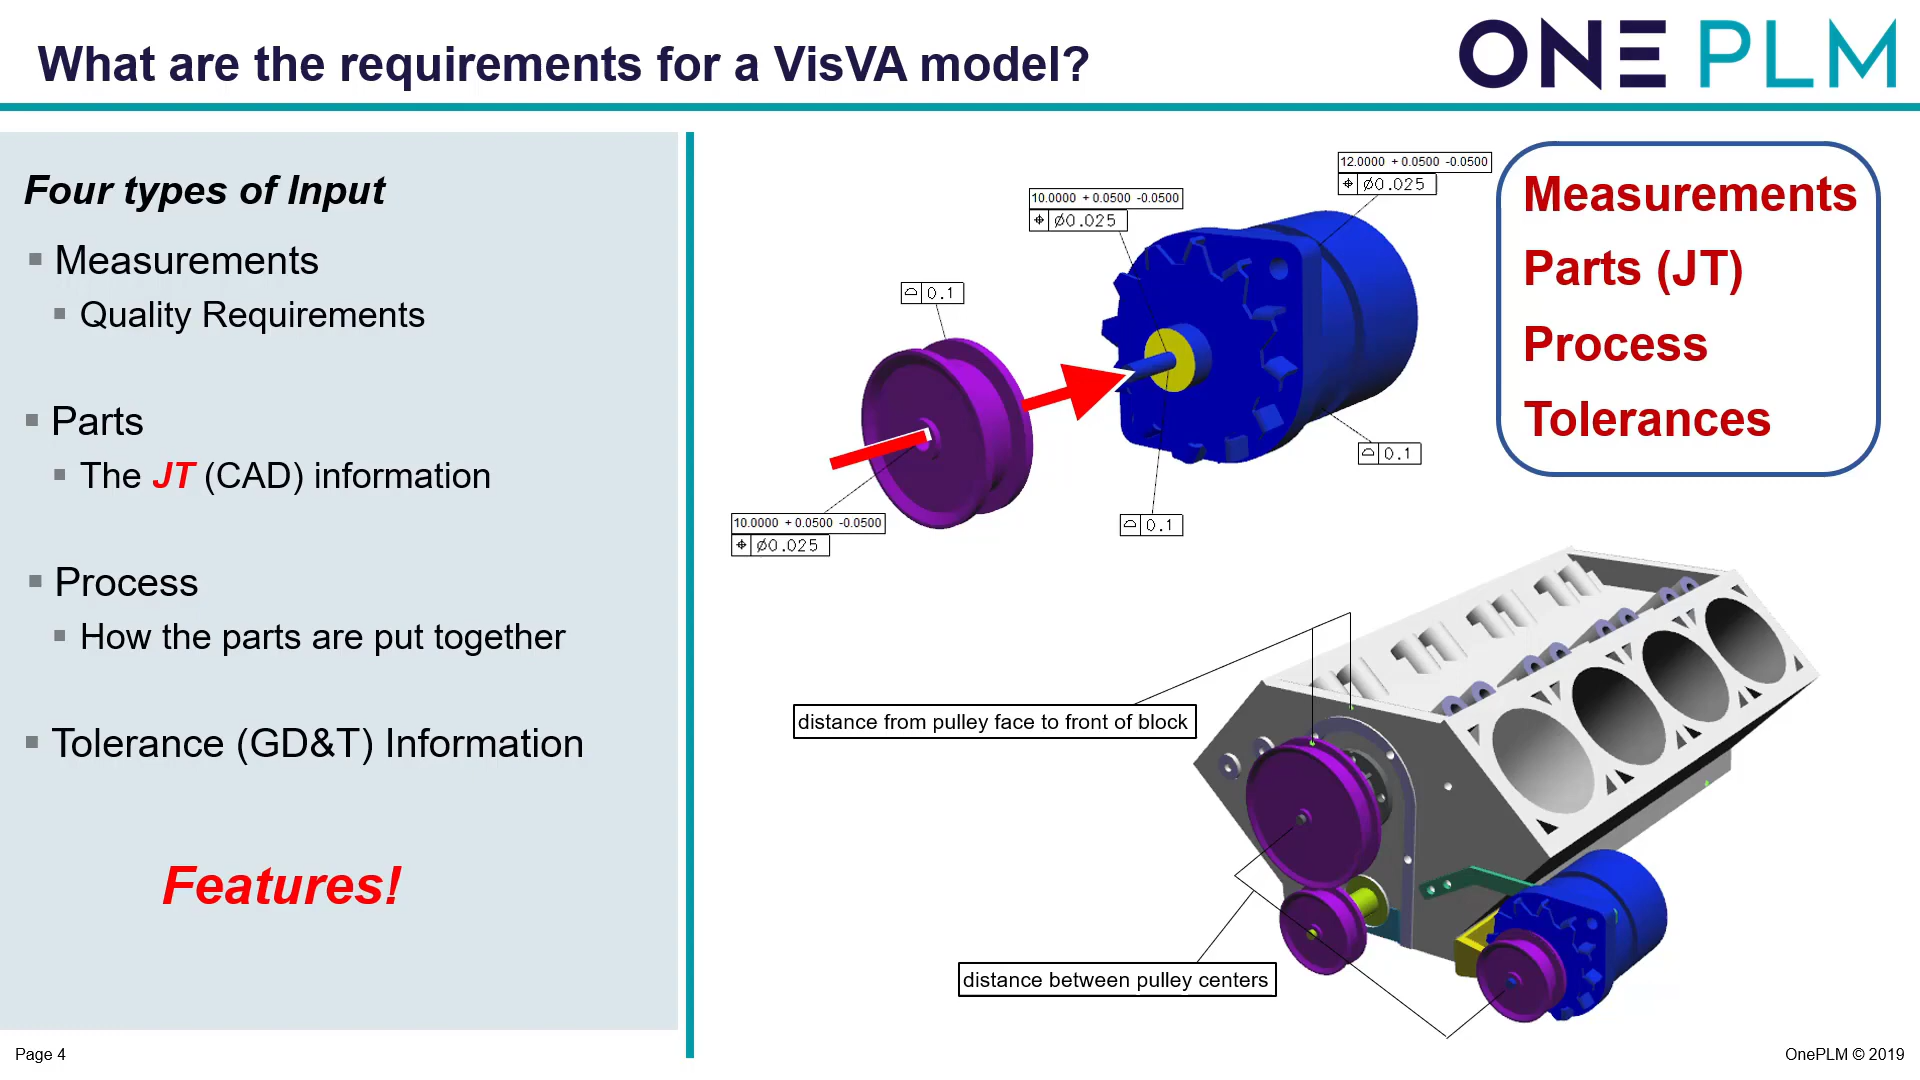 What are the requirements for a VisVA model?
ONE PLM
Four types of Input
Measurements
Quality Requirements
Parts
The JT (CAD) information
Process
How the parts are put together
Tolerance (GD&T) Information
Features!
12.0000 + 0.0500 -0.0500
⌖ Ø0.025
10.0000 + 0.0500 -0.0500
⌖ Ø0.025
⌓ 0.1
⌓ 0.1
⌓ 0.1
10.0000 + 0.0500 -0.0500
⌖ Ø0.025
Measurements
Parts (JT)
Process
Tolerances
distance from pulley face to front of block
distance between pulley centers
Page 4
OnePLM © 2019